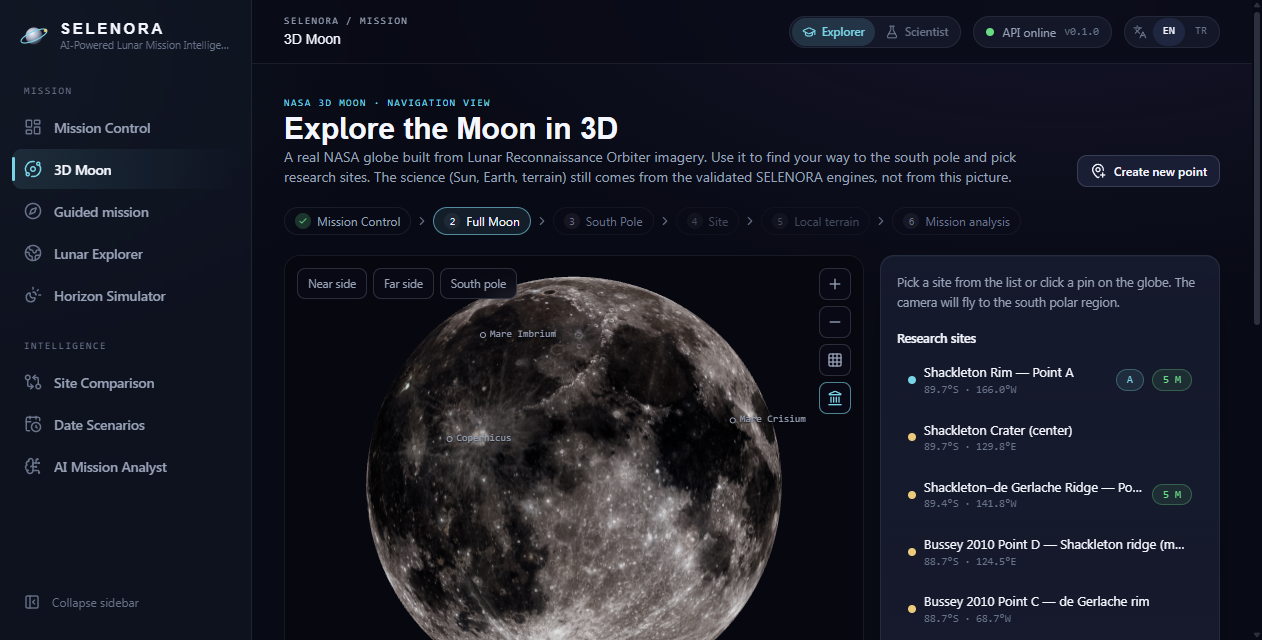 SELENORA
AI-Powered Lunar Mission Intellige...
MISSION
Mission Control
3D Moon
Guided mission
Lunar Explorer
Horizon Simulator
INTELLIGENCE
Site Comparison
Date Scenarios
AI Mission Analyst
Collapse sidebar
SELENORA / MISSION
3D Moon
Explorer
Scientist
API online v0.1.0
EN
TR
NASA 3D MOON · NAVIGATION VIEW
Explore the Moon in 3D
A real NASA globe built from Lunar Reconnaissance Orbiter imagery. Use it to find your way to the south pole and pick
research sites. The science (Sun, Earth, terrain) still comes from the validated SELENORA engines, not from this picture.
Create new point
Mission Control
2 Full Moon
3 South Pole
4 Site
5 Local terrain
6 Mission analysis
Near side
Far side
South pole
Mare Imbrium
Mare Crisium
Copernicus
Pick a site from the list or click a pin on the globe. The
camera will fly to the south polar region.
Research sites
Shackleton Rim — Point A
89.7°S · 166.0°W
A
5 M
Shackleton Crater (center)
89.7°S · 129.8°E
Shackleton–de Gerlache Ridge — Po...
89.4°S · 141.8°W
5 M
Bussey 2010 Point D — Shackleton ridge (m...
88.7°S · 124.5°E
Bussey 2010 Point C — de Gerlache rim
88.7°S · 68.7°W